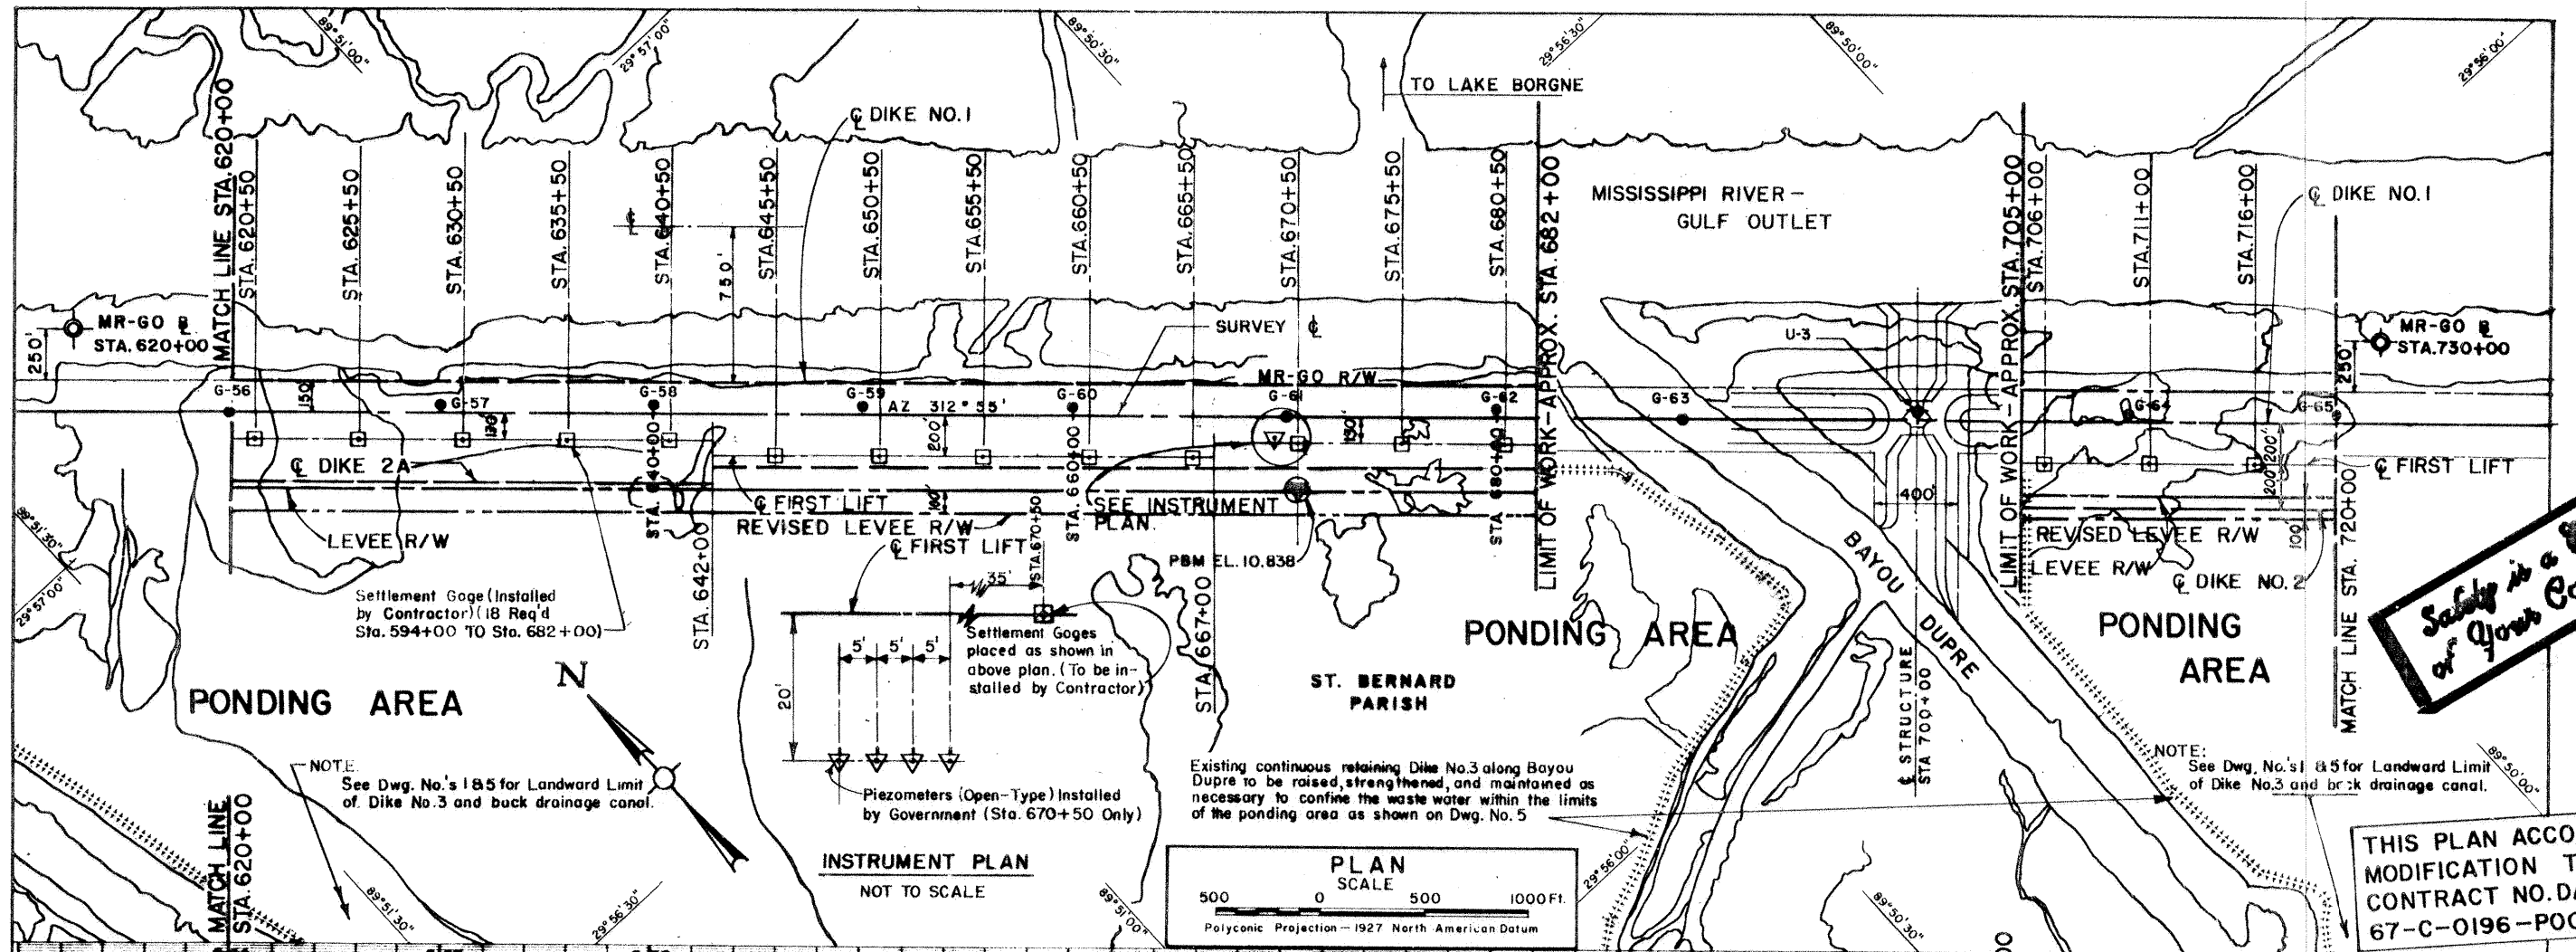 89°51'00"
29°57'00"
89°50'30"
29°56'30"
89°50'00"
29°56'00"
TO LAKE BORGNE
℄ DIKE NO.1
MATCH LINE STA.620+00
STA.620+50
STA.625+50
STA.630+50
STA.635+50
STA.640+50
STA.645+50
STA.650+50
STA.655+50
STA.660+50
STA.665+50
STA.670+50
STA.675+50
STA.680+50
LIMIT OF WORK-APPROX. STA.682+00
MISSISSIPPI RIVER-
GULF OUTLET
LIMIT OF WORK-APPROX. STA.705+00
STA.706+00
STA.711+00
STA.716+00
℄ DIKE NO.1
750'
MR-GO ℄
STA.620+00
250'
SURVEY ℄
U-3
MR-GO ℄
STA.730+00
250'
MR-GO R/W
G-56
150'
G-57
G-58
G-59
AZ 312° 55'
G-60
G-61
G-62
G-63
G-64
G-65
130'
200'
130'
200'
200'
℄ DIKE 2A
STA. 640+00
STA. 660+00
STA 680+00
℄ FIRST LIFT
℄ FIRST LIFT
REVISED LEVEE R/W
SEE INSTRUMENT
PLAN.
400'
LEVEE R/W
REVISED LEVEE R/W
LEVEE R/W
℄ DIKE NO. 2
100'
MATCH LINE STA. 720+00
89°51'30"
29°57'00"
℄ FIRST LIFT
STA.670+50
35'
PBM EL.10.838
BAYOU DUPRE
Settlement Gage (Installed
by Contractor)(18 Req'd
Sta. 594+00 TO Sta. 682+00)
STA. 642+00
5' 5' 5'
20'
Settlement Gages
placed as shown in
above plan. (To be in-
stalled by Contractor)
STA. 667+00
PONDING AREA
PONDING AREA
PONDING
AREA
ST. BERNARD
PARISH
℄ STRUCTURE
STA 700+00
Safety is a
Your
N
NOTE:
See Dwg. No.'s 1&5 for Landward Limit
of Dike No.3 and back drainage canal.
Piezometers (Open-Type) Installed
by Government (Sta. 670+50 Only)
Existing continuous retaining Dike No.3 along Bayou
Dupre to be raised, strengthened, and maintained as
necessary to confine the waste water within the limits
of the ponding area as shown on Dwg. No. 5
NOTE:
See Dwg. No.'s 1 &5 for Landward Limit
of Dike No.3 and drainage canal.
89°50'00"
MATCH LINE
STA.620+00
89°51'30"
29°56'30"
INSTRUMENT PLAN
NOT TO SCALE
89°51'00"
PLAN
SCALE
500 0 500 1000 Ft.
Polyconic Projection-1927 North American Datum
29°56'00"
89°50'30"
THIS PLAN ACCO
MODIFICATION T
CONTRACT NO. DA
67-C-0196-POO